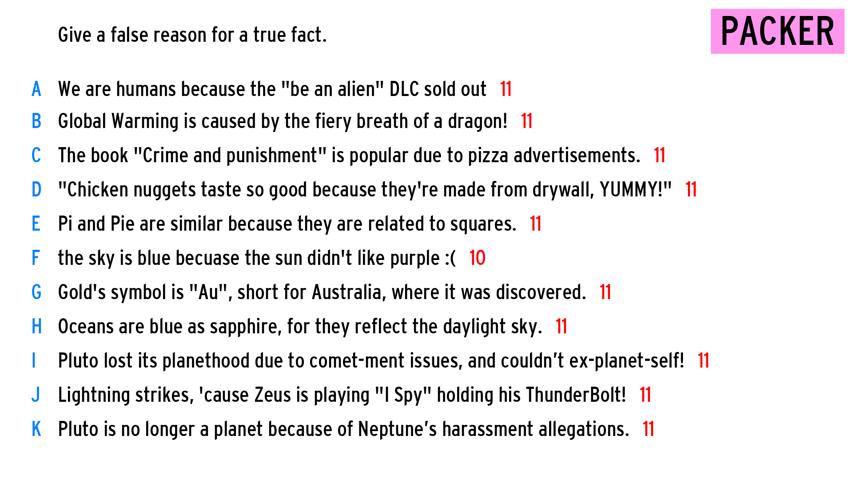 Give a false reason for a true fact.
PACKER
A We are humans because the "be an alien" DLC sold out 11
B Global Warming is caused by the fiery breath of a dragon! 11
C The book "Crime and punishment" is popular due to pizza advertisements. 11
D "Chicken nuggets taste so good because they're made from drywall, YUMMY!" 11
E Pi and Pie are similar because they are related to squares. 11
F the sky is blue becuase the sun didn't like purple :( 10
G Gold's symbol is "Au", short for Australia, where it was discovered. 11
H Oceans are blue as sapphire, for they reflect the daylight sky. 11
I Pluto lost its planethood due to comet-ment issues, and couldn’t ex-planet-self! 11
J Lightning strikes, 'cause Zeus is playing "I Spy" holding his ThunderBolt! 11
K Pluto is no longer a planet because of Neptune’s harassment allegations. 11